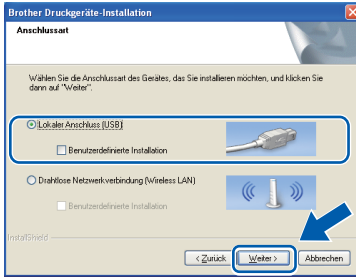 Brother Druckgeräte-Installation
Anschlussart
Wählen Sie die Anschlussart des Gerätes, das Sie installieren möchten, und klicken Sie
dann auf "Weiter".
Lokaler Anschluss (USB)
Benutzerdefinierte Installation
Drahtlose Netzwerkverbindung (Wireless LAN)
Benutzerdefinierte Installation
InstallShield
< Zurück
Weiter >
Abbrechen